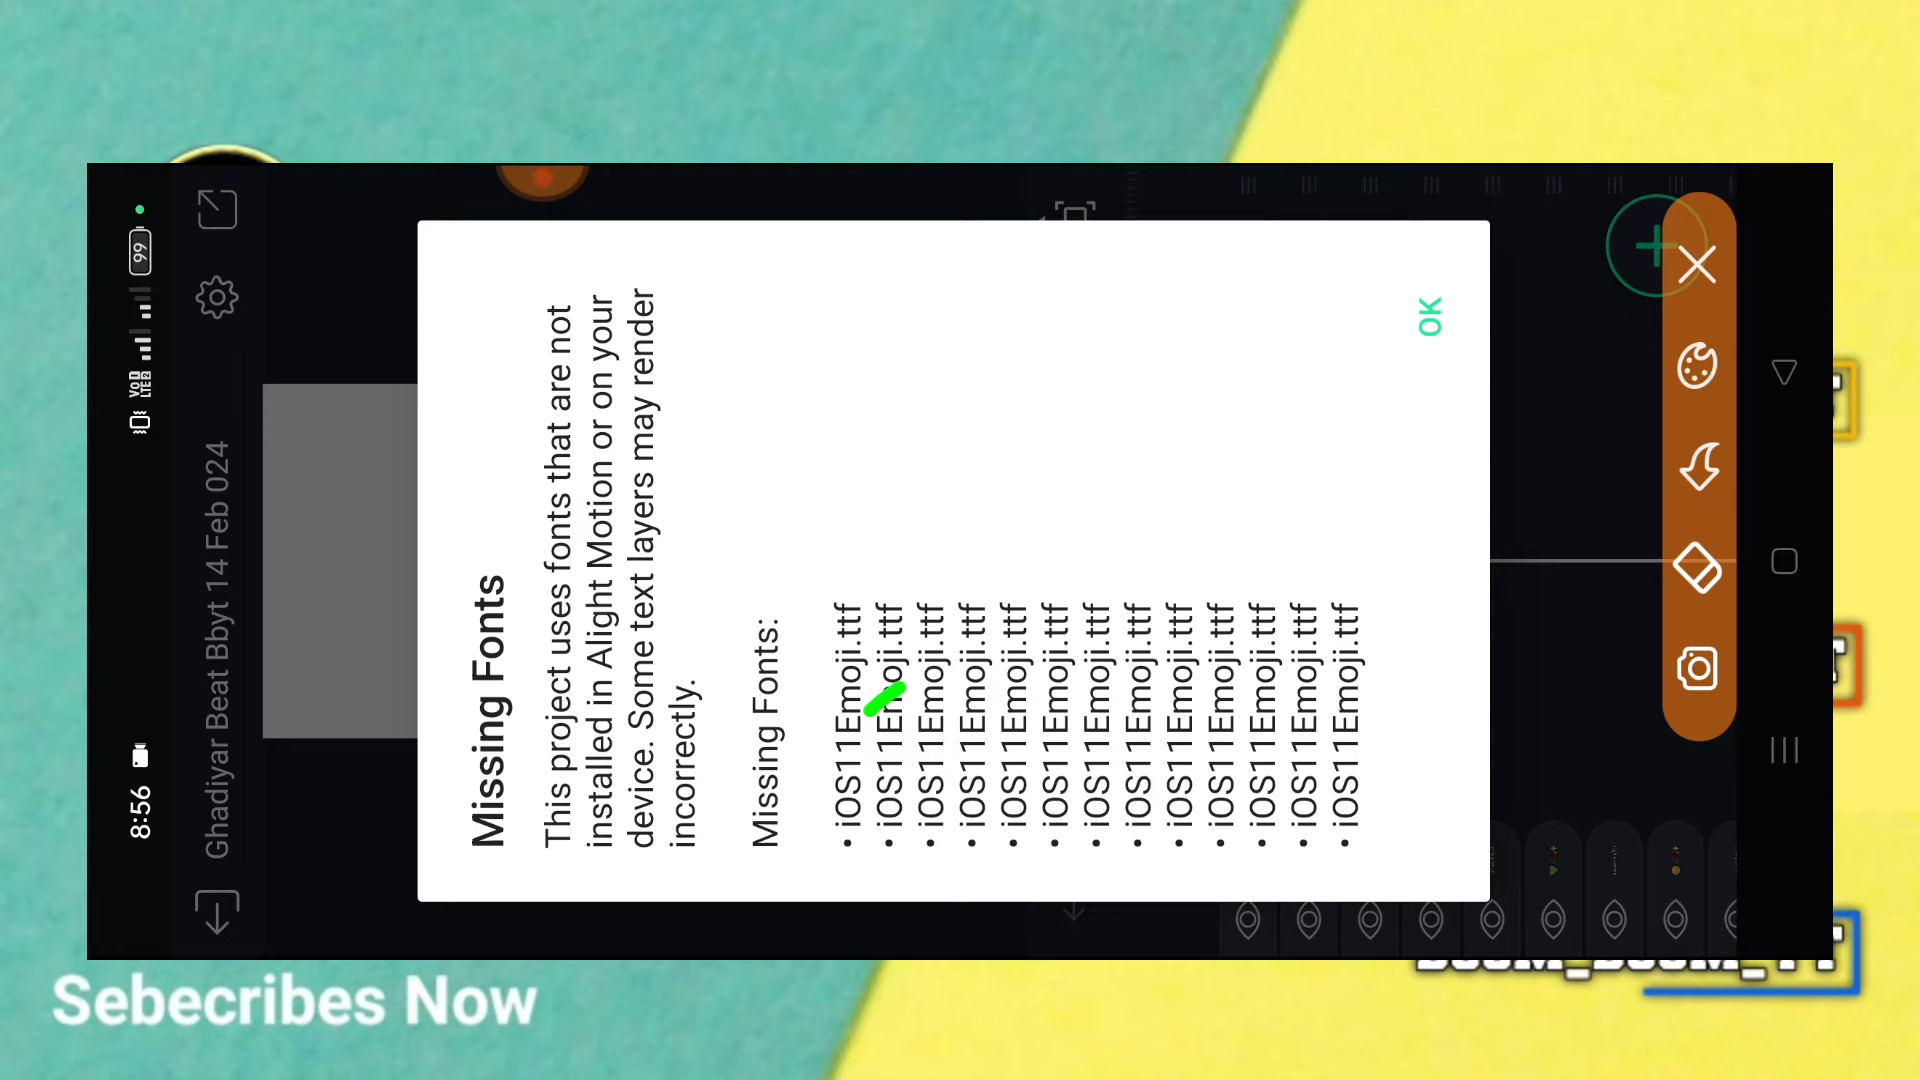 8:56
VO1
LTE2
99
Ghadiyar Beat Bbyt 14 Feb 024
Missing Fonts
This project uses fonts that are not
installed in Alight Motion or on your
device. Some text layers may render
incorrectly.
Missing Fonts:
• iOS11Emoji.ttf
• iOS11Emoji.ttf
• iOS11Emoji.ttf
• iOS11Emoji.ttf
• iOS11Emoji.ttf
• iOS11Emoji.ttf
• iOS11Emoji.ttf
• iOS11Emoji.ttf
• iOS11Emoji.ttf
• iOS11Emoji.ttf
• iOS11Emoji.ttf
• iOS11Emoji.ttf
• iOS11Emoji.ttf
OK
Sebecribes Now